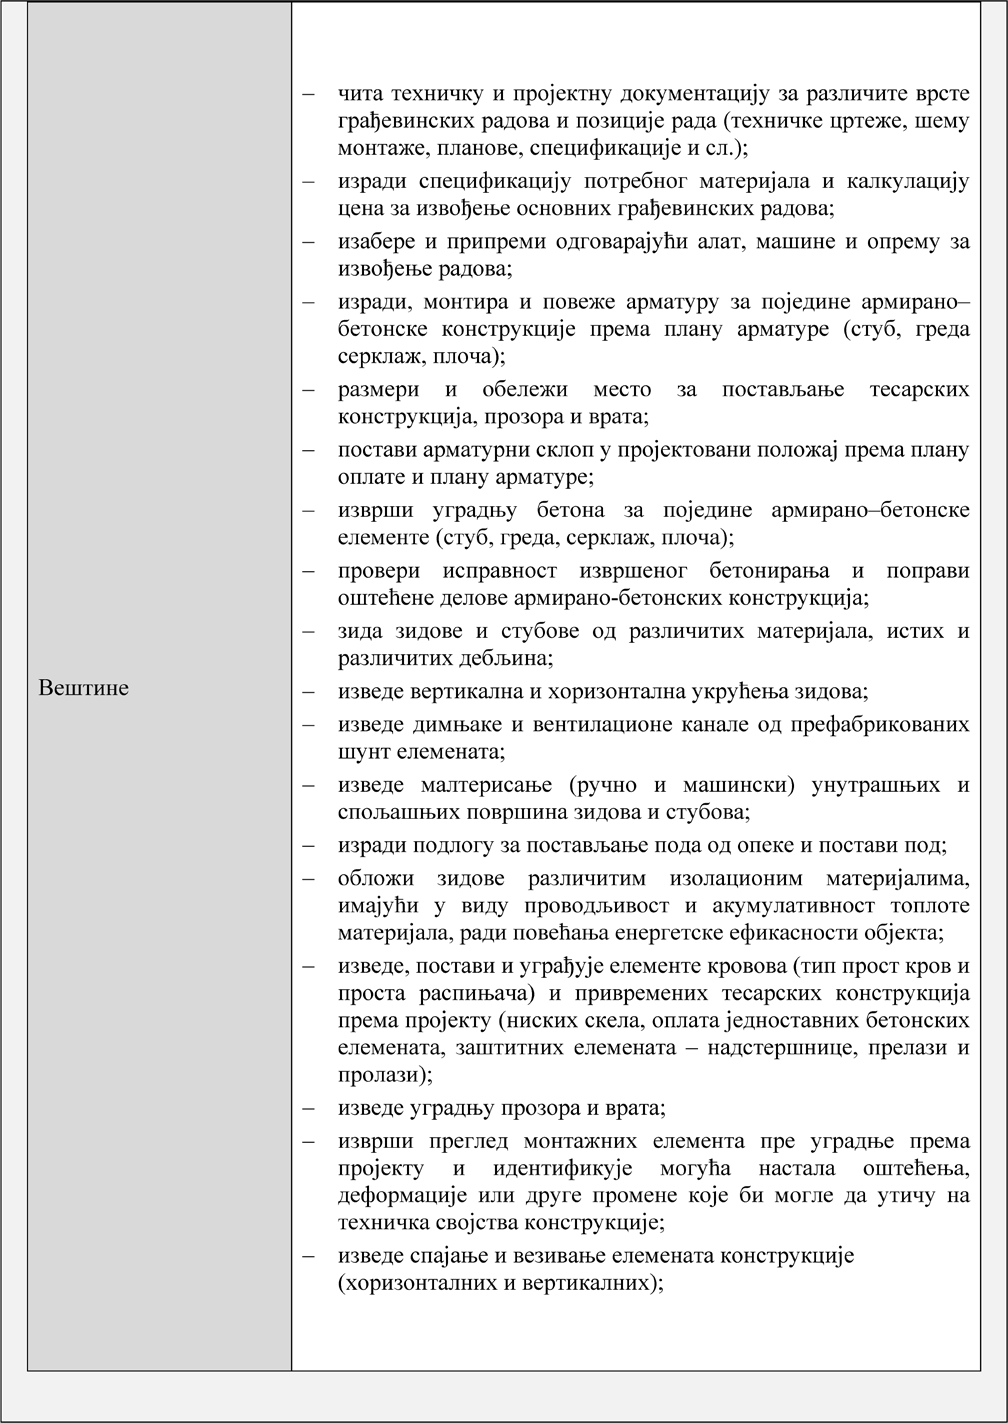 – чита техничку и пројектну документацију за различите врсте
грађевинских радова и позиције рада (техничке цртеже, шему
монтаже, планове, спецификације и сл.);
– изради спецификацију потребног материјала и калкулацију
цена за извођење основних грађевинских радова;
– изабере и припреми одговарајући алат, машине и опрему за
извођење радова;
– изради, монтира и повеже арматуру за поједине армирано–
бетонске конструкције према плану арматуре (стуб, греда
серклаж, плоча);
– размери и обележи место за постављање тесарских
конструкција, прозора и врата;
– постави арматурни склоп у пројектовани положај према плану
оплате и плану арматуре;
– изврши уградњу бетона за поједине армирано–бетонске
елементе (стуб, греда, серклаж, плоча);
– провери исправност извршеног бетонирања и поправи
оштећене делове армирано-бетонских конструкција;
– зида зидове и стубове од различитих материјала, истих и
различитих дебљина;
Вештине
– изведе вертикална и хоризонтална укрућења зидова;
– изведе димњаке и вентилационе канале од префабрикованих
шунт елемената;
– изведе малтерисање (ручно и машински) унутрашњих и
спољашњих површина зидова и стубова;
– изради подлогу за постављање пода од опеке и постави под;
– обложи зидове различитим изолационим материјалима,
имајући у виду проводљивост и акумулативност топлоте
материјала, ради повећања енергетске ефикасности објекта;
– изведе, постави и уграђује елементе кровова (тип прост кров и
проста распињача) и привремених тесарских конструкција
према пројекту (ниских скела, оплата једноставних бетонских
елемената, заштитних елемената – надстершнице, прелази и
пролази);
– изведе уградњу прозора и врата;
– изврши преглед монтажних елемента пре уградње према
пројекту и идентификује могућа настала оштећења,
деформације или друге промене које би могле да утичу на
техничка својства конструкције;
– изведе спајање и везивање елемената конструкције
(хоризонталних и вертикалних);